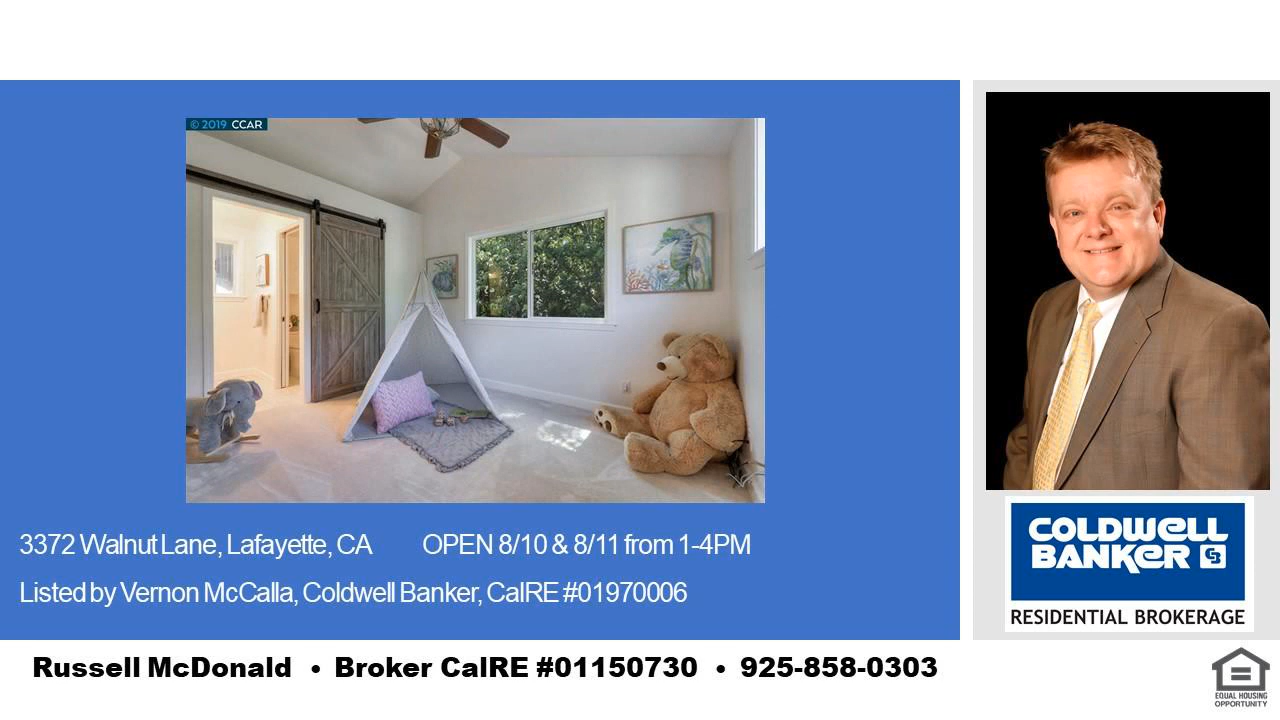 © 2019 CCAR
3372 Walnut Lane, Lafayette, CA OPEN 8/10 & 8/11 from 1-4PM
Listed by Vernon McCalla, Coldwell Banker, CalRE #01970006
COLDWELL
BANKER CB
RESIDENTIAL BROKERAGE
Russell McDonald • Broker CalRE #01150730 • 925-858-0303
EQUAL HOUSING
OPPORTUNITY